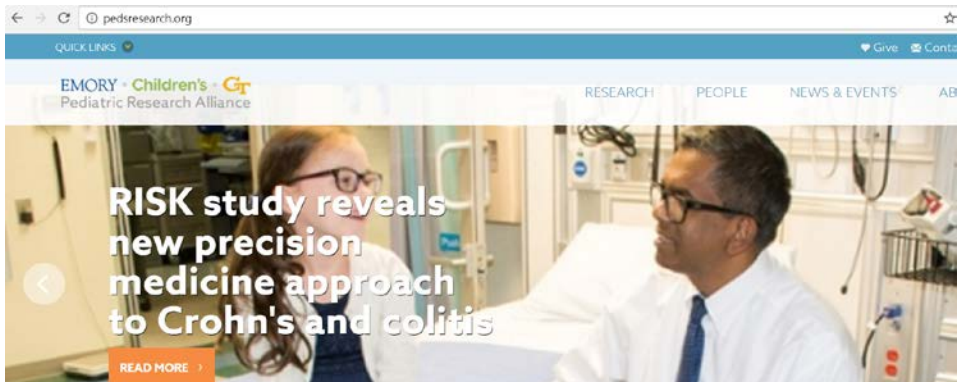 pedsresearch.org
QUICK LINKS
Give
Conta
EMORY · Children's · GT
Pediatric Research Alliance
RESEARCH
PEOPLE
NEWS & EVENTS
AB
RISK study reveals
new precision
medicine approach
to Crohn's and colitis
READ MORE